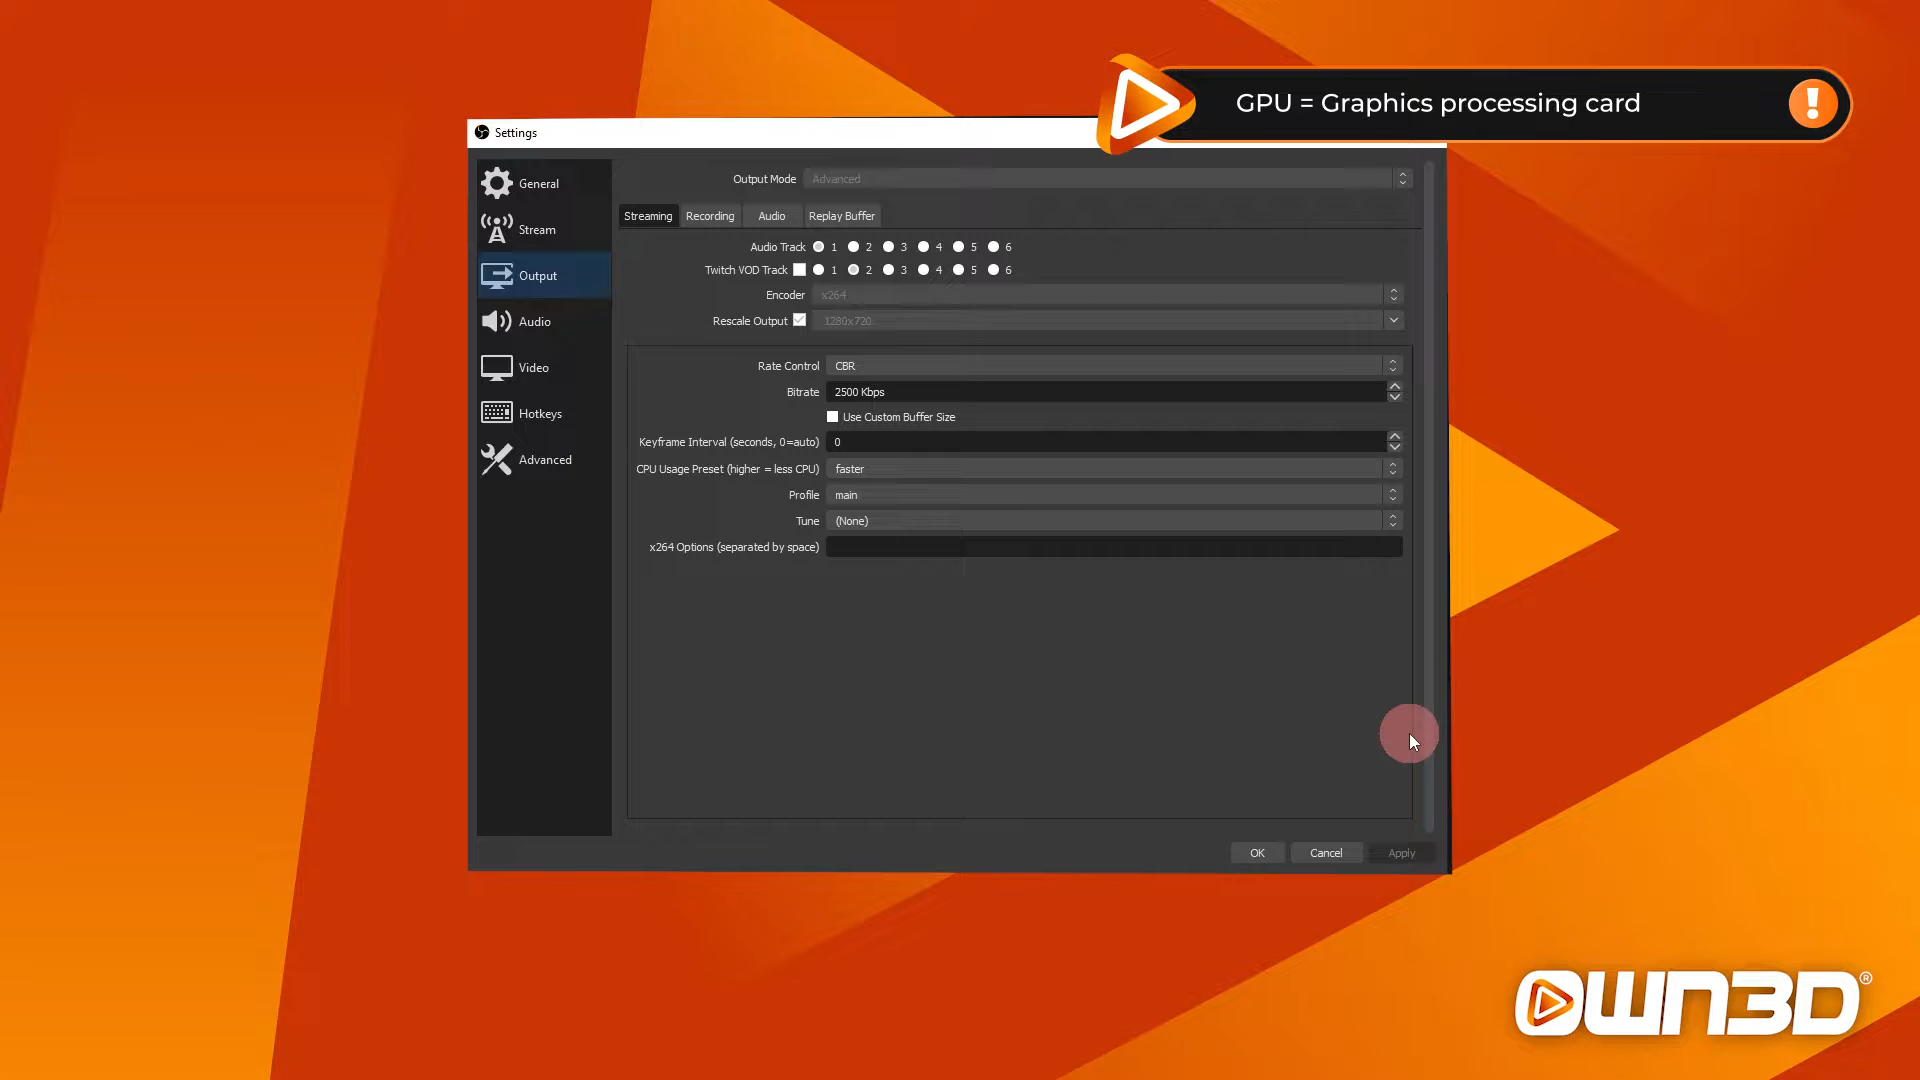 GPU = Graphics processing card
Settings
General
Stream
Output
Audio
Video
Hotkeys
Advanced
Output Mode Advanced
Streaming Recording Audio Replay Buffer
Audio Track 1 2 3 4 5 6
Twitch VOD Track 1 2 3 4 5 6
Encoder x264
Rescale Output 1280x720
Rate Control CBR
Bitrate 2500 Kbps
Use Custom Buffer Size
Keyframe Interval (seconds, 0=auto) 0
CPU Usage Preset (higher = less CPU) faster
Profile main
Tune (None)
x264 Options (separated by space)
OK Cancel Apply
OWN3D®